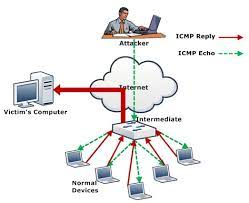 Attacker
ICMP Reply
ICMP Echo
Internet
Victim's Computer
Intermediate
Normal
Devices